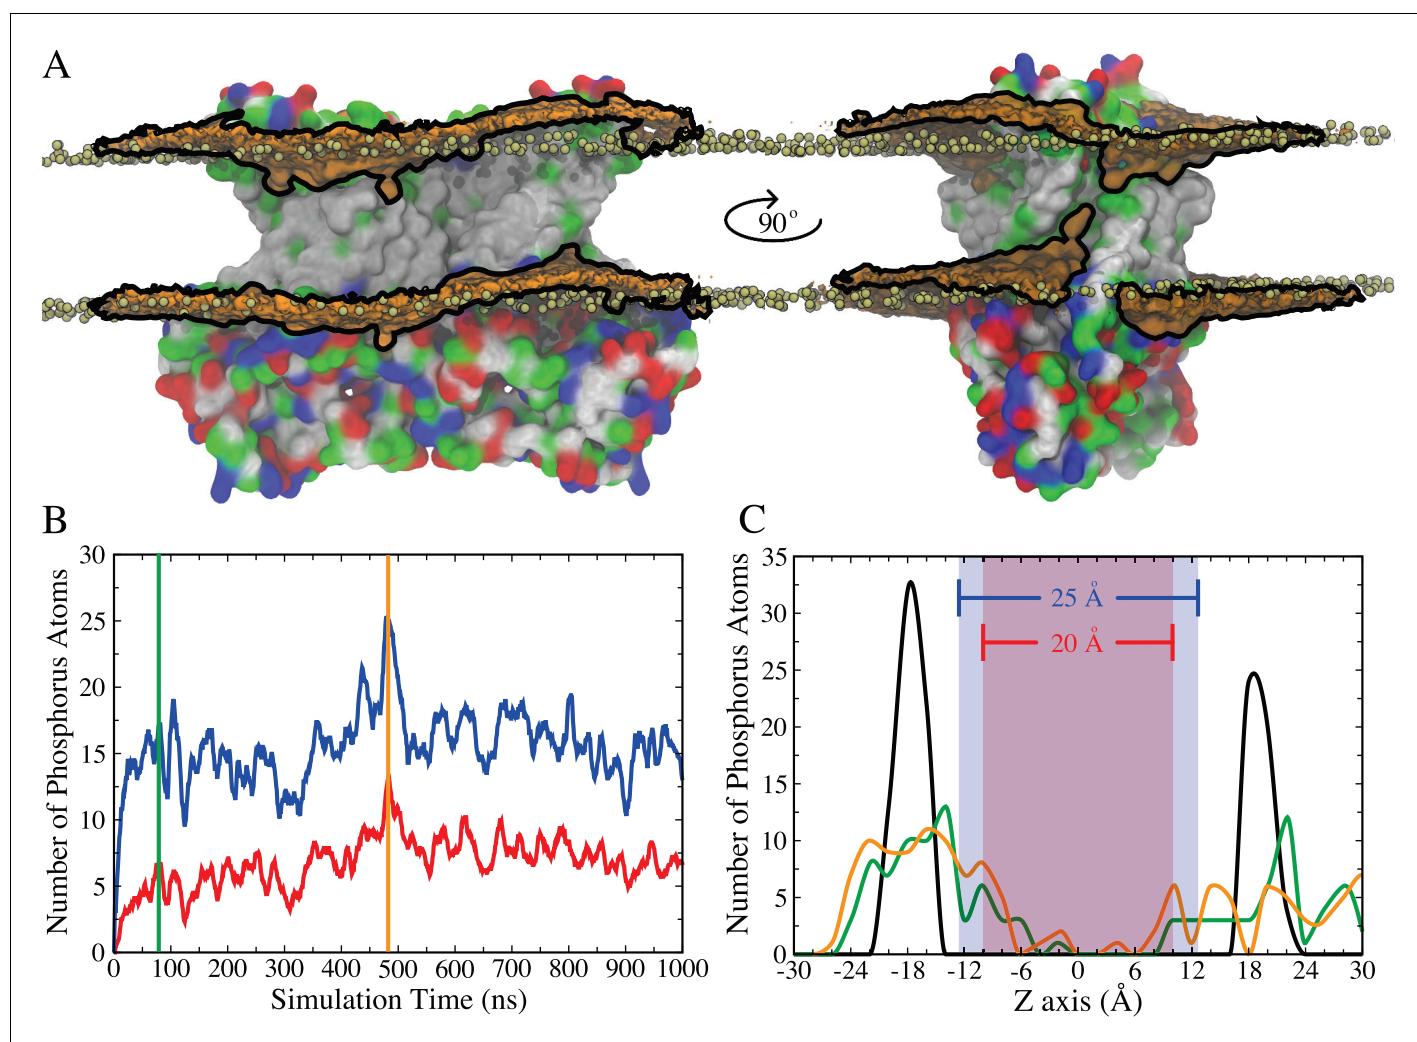 A
90°
B
C
30
25
20
15
10
5
0
Number of Phosphorus Atoms
0 100 200 300 400 500 600 700 800 900 1000
Simulation Time (ns)
35
30
25
20
15
10
5
0
Number of Phosphorus Atoms
25 Å
20 Å
-30 -24 -18 -12 -6 0 6 12 18 24 30
Z axis (Å)